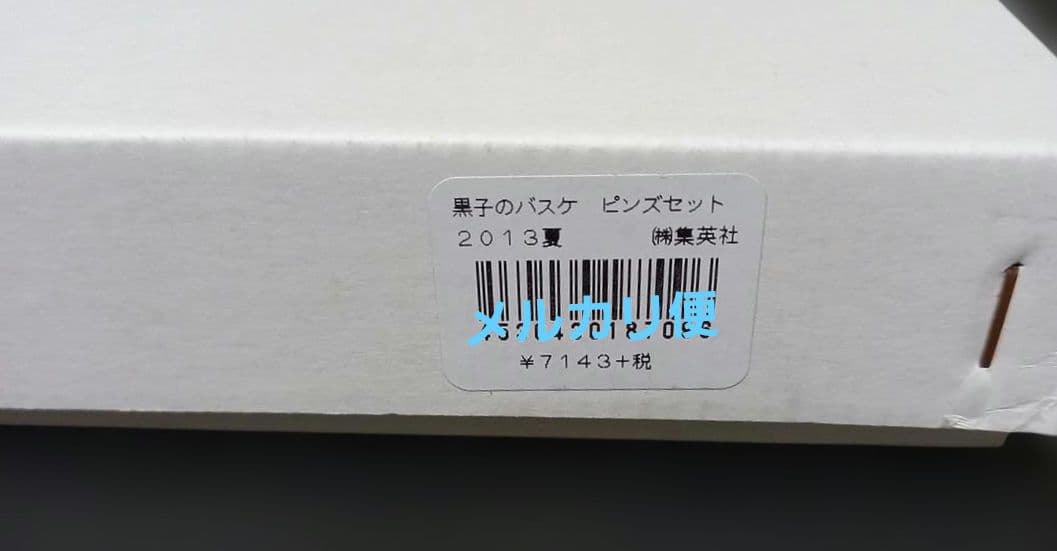 黒子のバスケ　ピンズセット
２０１３夏　㈱集英社
メルカリ便
￥７１４３＋税